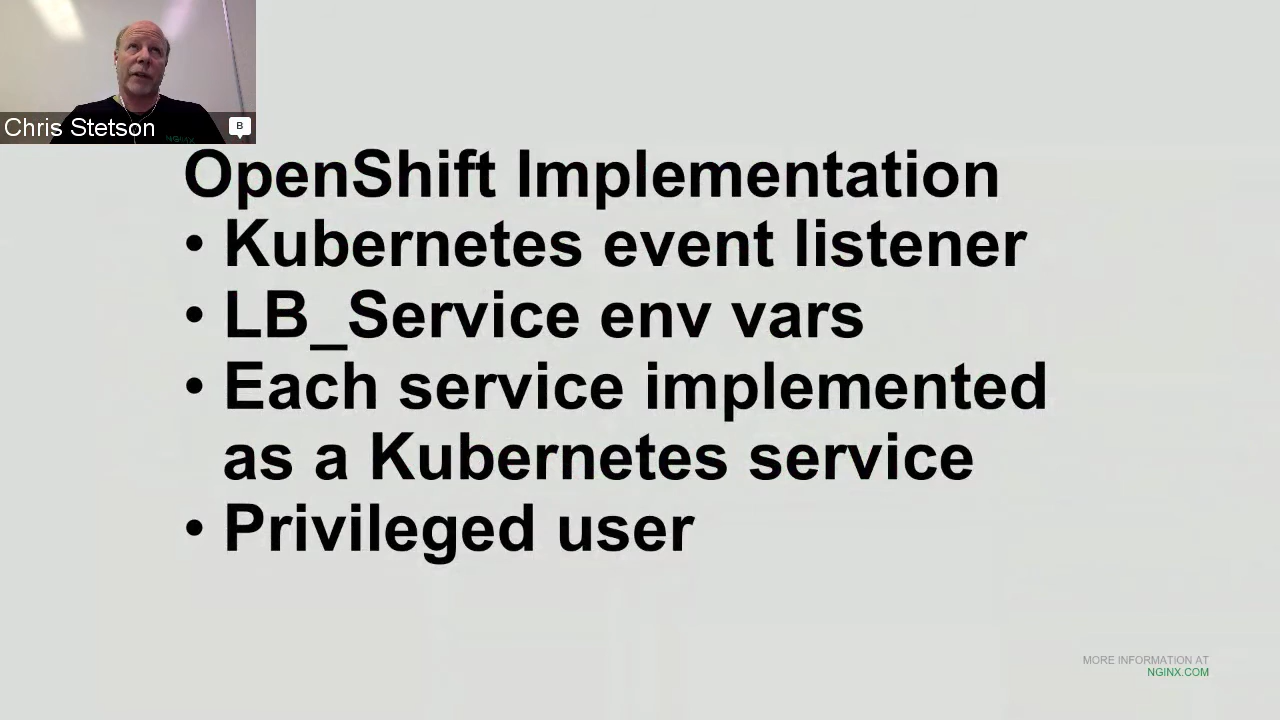 Chris Stetson
B
NGINX
OpenShift Implementation
• Kubernetes event listener
• LB_Service env vars
• Each service implemented
as a Kubernetes service
• Privileged user
MORE INFORMATION AT
NGINX.COM